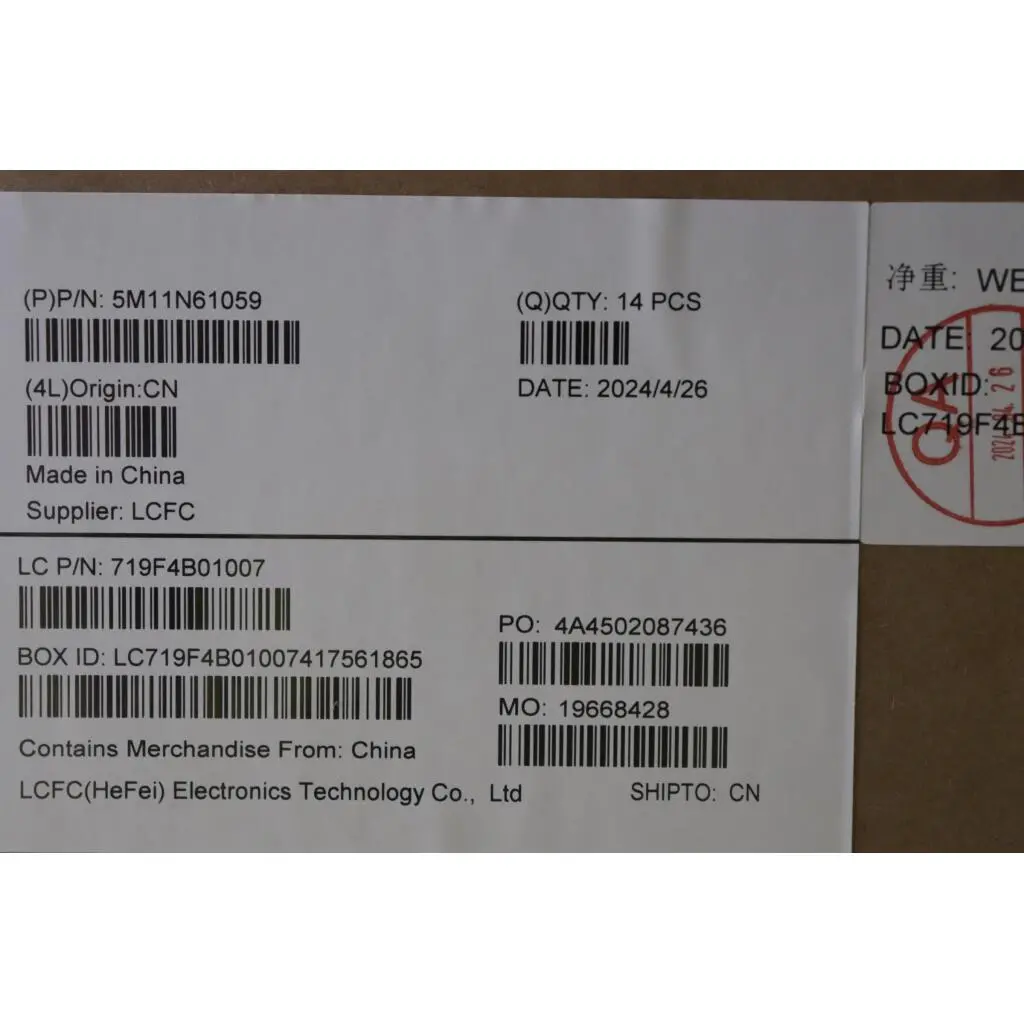 (P)P/N: 5M11N61059
(Q)QTY: 14 PCS
(4L)Origin:CN
DATE: 2024/4/26
Made in China
Supplier: LCFC
LC P/N: 719F4B01007
PO: 4A4502087436
BOX ID: LC719F4B01007417561865
MO: 19668428
Contains Merchandise From: China
LCFC(HeFei) Electronics Technology Co., Ltd
SHIPTO: CN
净重: WE
DATE: 20
BOXID:
LC719F4B
QA